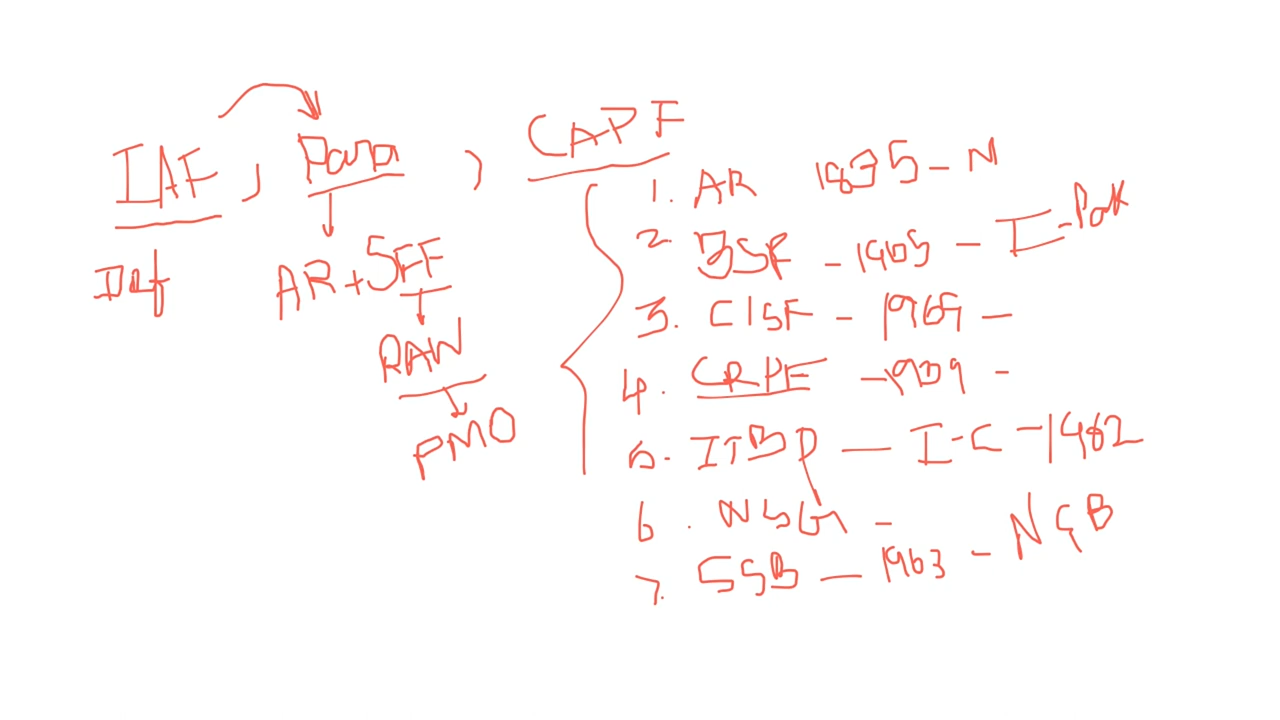 IAF, Para, CAPF
Def
AR + SFF
RAW
PMO
1. AR 1835 - N
2. BSF - 1965 - I - Pak
3. CISF - 1969 -
4. CRPF - 1939 -
5. ITBP - I-C - 1962
6. NSG -
7. SSB - 1963 - N & B